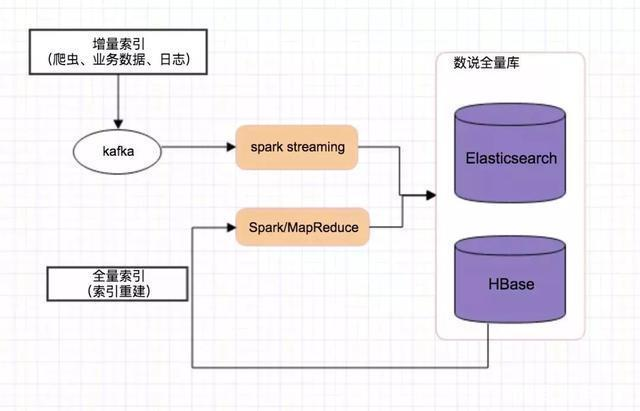 增量索引
（爬虫、业务数据、日志）
数说全量库
kafka
spark streaming
Elasticsearch
Spark/MapReduce
全量索引
（索引重建）
HBase